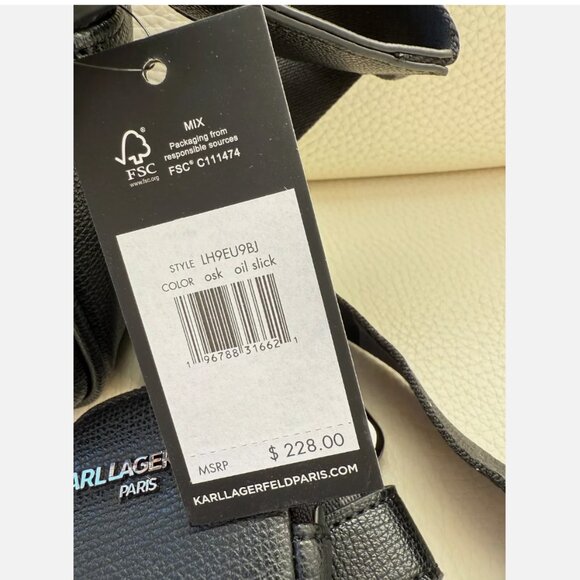 MIX
Packaging from
responsible sources
FSC® C111474
FSC
www.fsc.org
STYLE LH9EU9BJ
COLOR osk oil slick
1 96788 31662 1
MSRP $ 228.00
KARLLAGERFELDPARIS.COM
ARL LAGER
PARIS